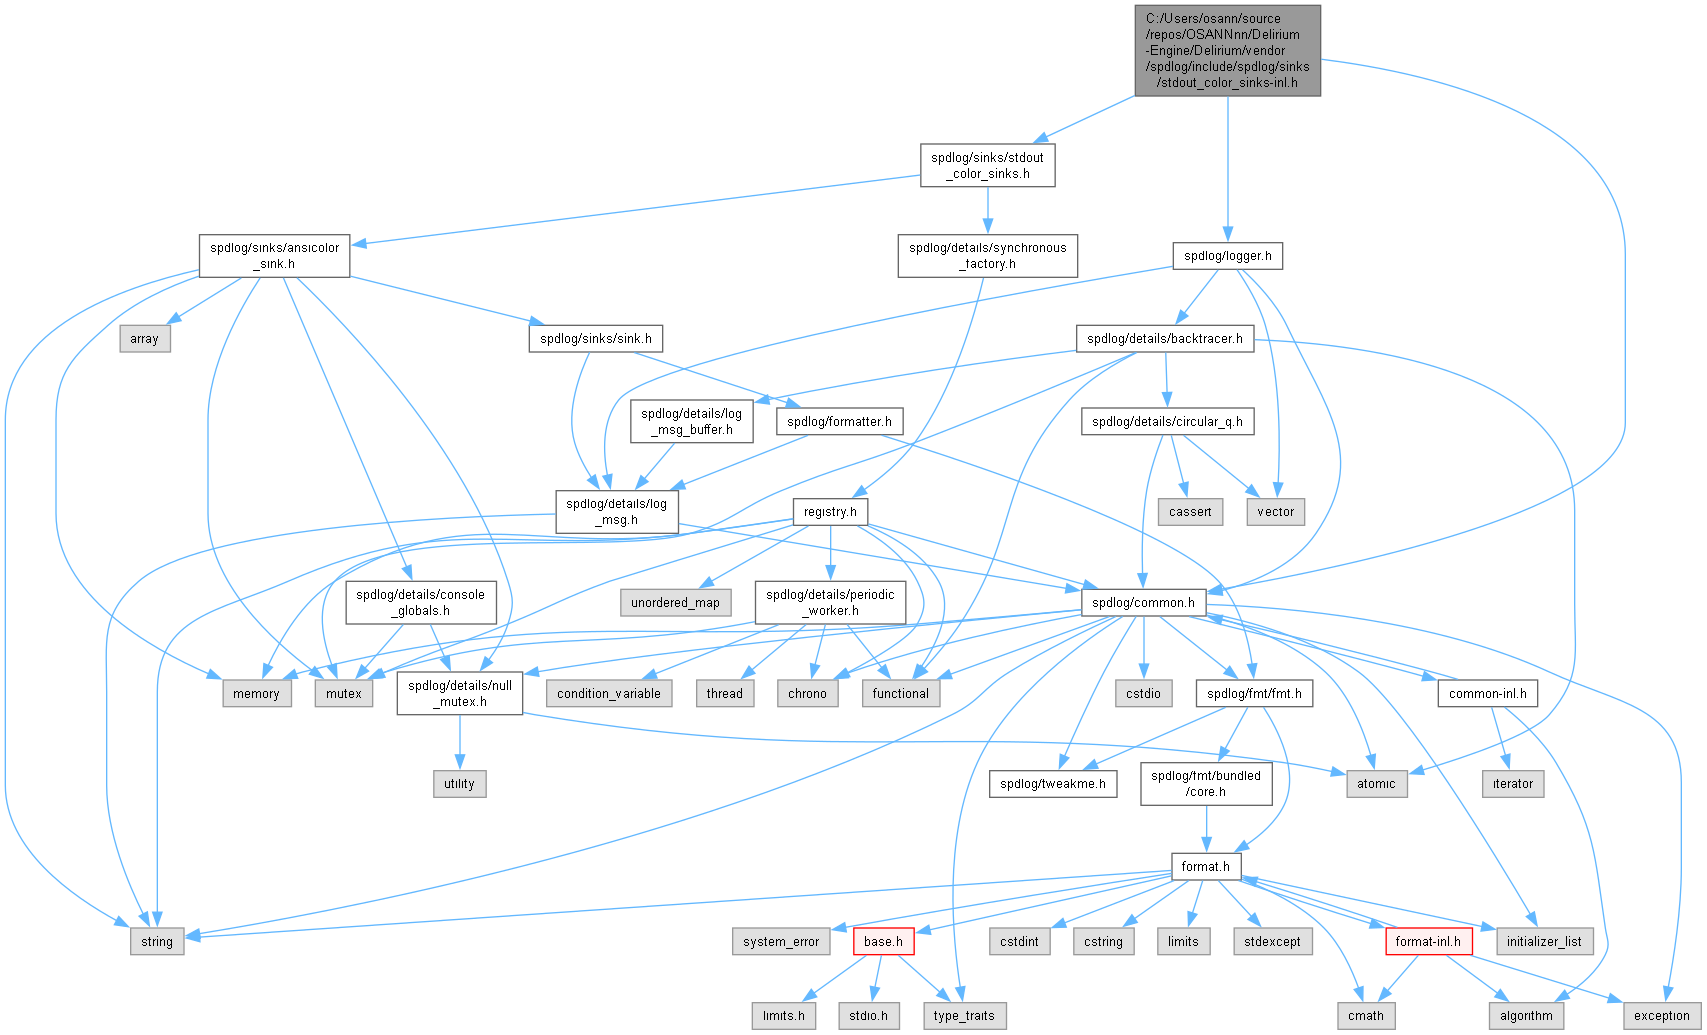 C:/Users/osann/source
/repos/OSANNnn/Delirium
-Engine/Delirium/vendor
/spdlog/include/spdlog/sinks
/stdout_color_sinks-inl.h
spdlog/sinks/stdout
_color_sinks.h
spdlog/sinks/ansicolor
_sink.h
spdlog/details/synchronous
_factory.h
spdlog/logger.h
array
spdlog/sinks/sink.h
spdlog/details/backtracer.h
spdlog/details/log
_msg_buffer.h
spdlog/formatter.h
spdlog/details/circular_q.h
spdlog/details/log
_msg.h
registry.h
cassert
vector
spdlog/details/console
_globals.h
unordered_map
spdlog/details/periodic
_worker.h
spdlog/common.h
memory
mutex
spdlog/details/null
_mutex.h
condition_variable
thread
chrono
functional
cstdio
spdlog/fmt/fmt.h
common-inl.h
utility
spdlog/tweakme.h
spdlog/fmt/bundled
/core.h
atomic
iterator
format.h
string
system_error
base.h
cstdint
cstring
limits
stdexcept
format-inl.h
initializer_list
limits.h
stdio.h
type_traits
cmath
algorithm
exception